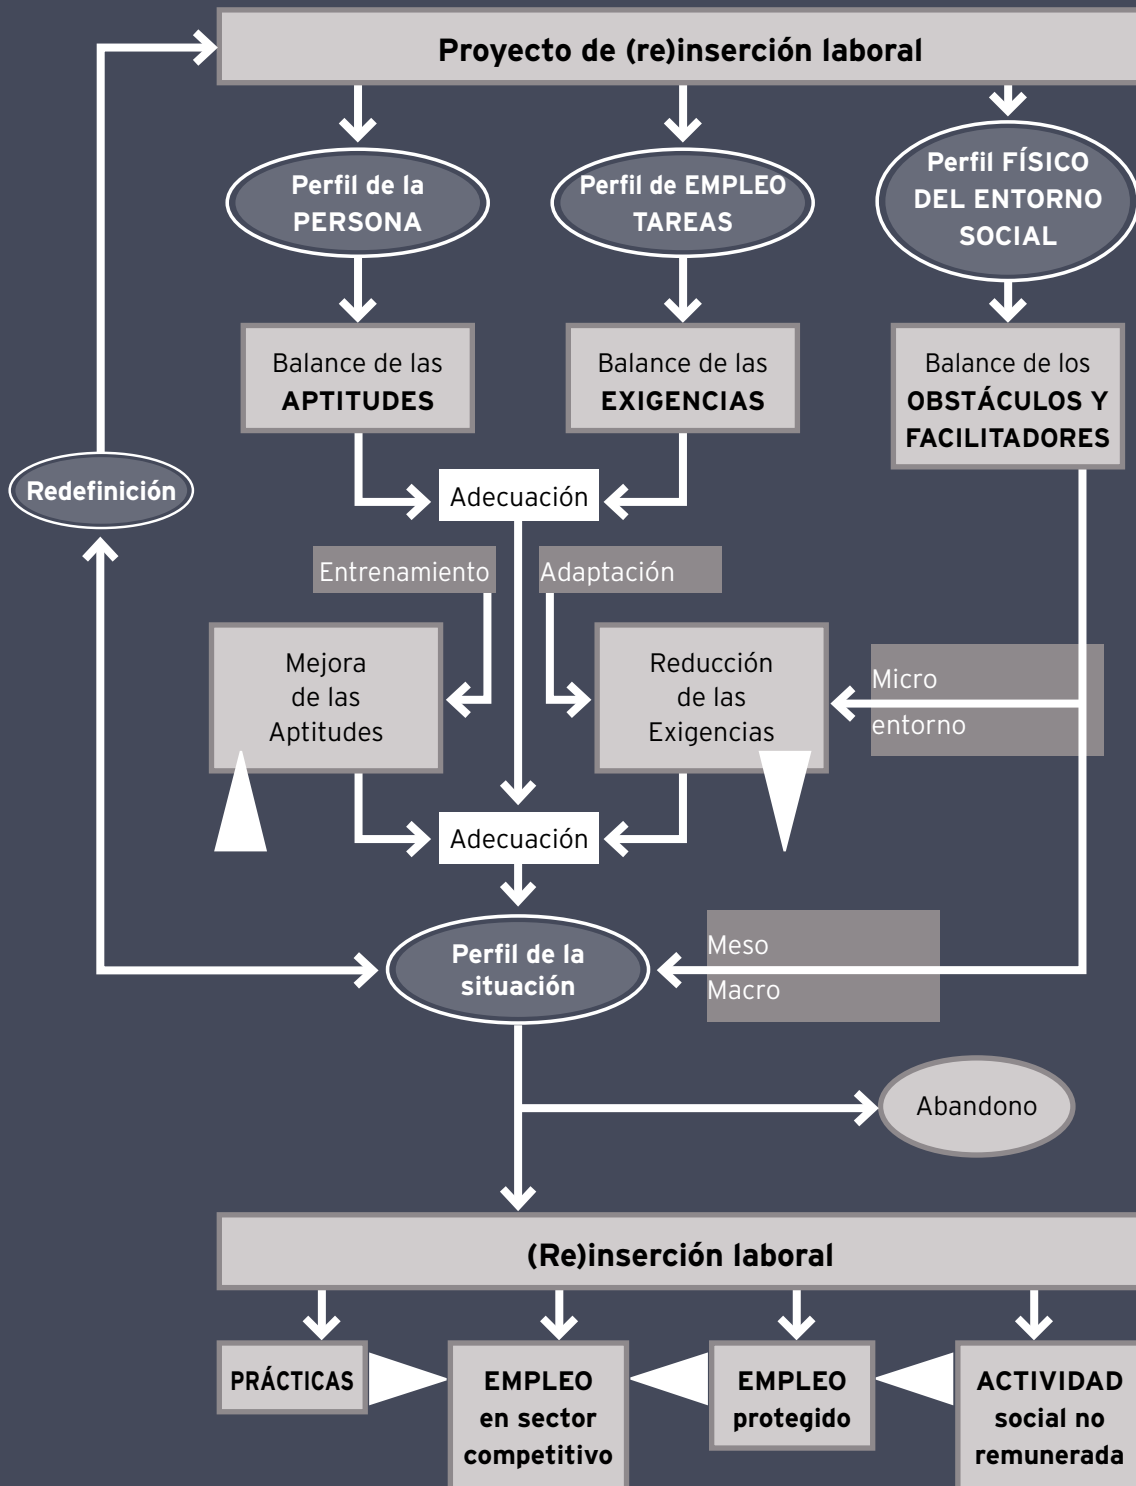 Proyecto de (re)inserción laboral
Perfil de la
PERSONA
Perfil de EMPLEO
TAREAS
Perfil FÍSICO
DEL ENTORNO
SOCIAL
Balance de las
APTITUDES
Balance de las
EXIGENCIAS
Balance de los
OBSTÁCULOS Y
FACILITADORES
Redefinición
Adecuación
Entrenamiento
Adaptación
Mejora
de las
Aptitudes
Reducción
de las
Exigencias
Micro
entorno
Adecuación
Perfil de la
situación
Meso
Macro
Abandono
(Re)inserción laboral
PRÁCTICAS
EMPLEO
en sector
competitivo
EMPLEO
protegido
ACTIVIDAD
social no
remunerada